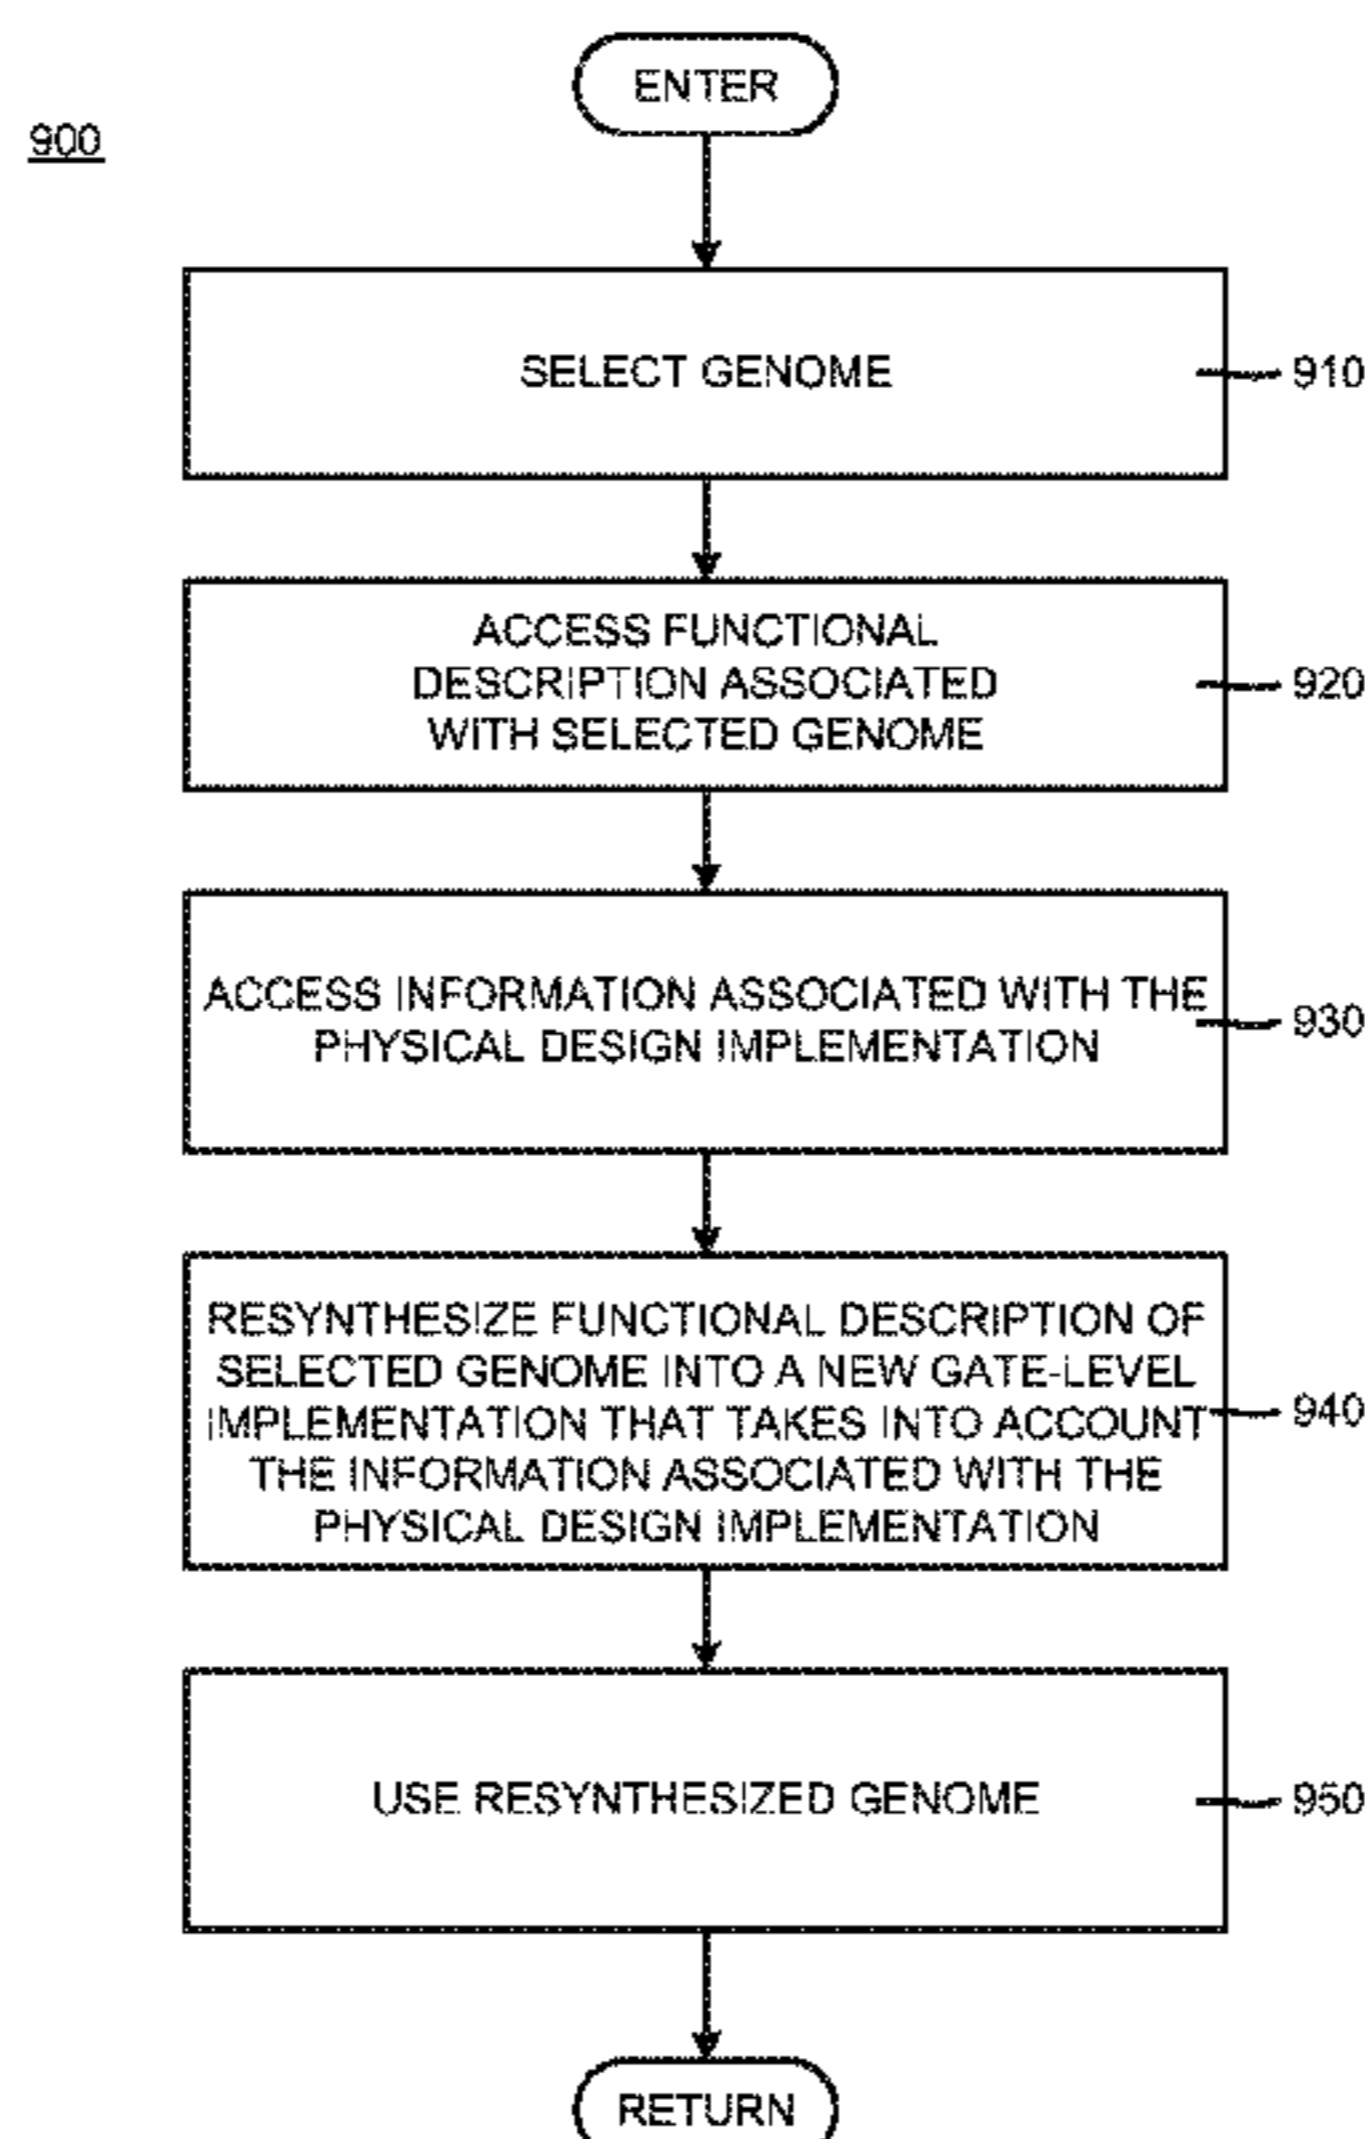 ENTER
900
SELECT GENOME
910
ACCESS FUNCTIONAL
DESCRIPTION ASSOCIATED
WITH SELECTED GENOME
920
ACCESS INFORMATION ASSOCIATED WITH THE
PHYSICAL DESIGN IMPLEMENTATION
930
RESYNTHESIZE FUNCTIONAL DESCRIPTION OF
SELECTED GENOME INTO A NEW GATE-LEVEL
IMPLEMENTATION THAT TAKES INTO ACCOUNT
THE INFORMATION ASSOCIATED WITH THE
PHYSICAL DESIGN IMPLEMENTATION
940
USE RESYNTHESIZED GENOME
950
RETURN